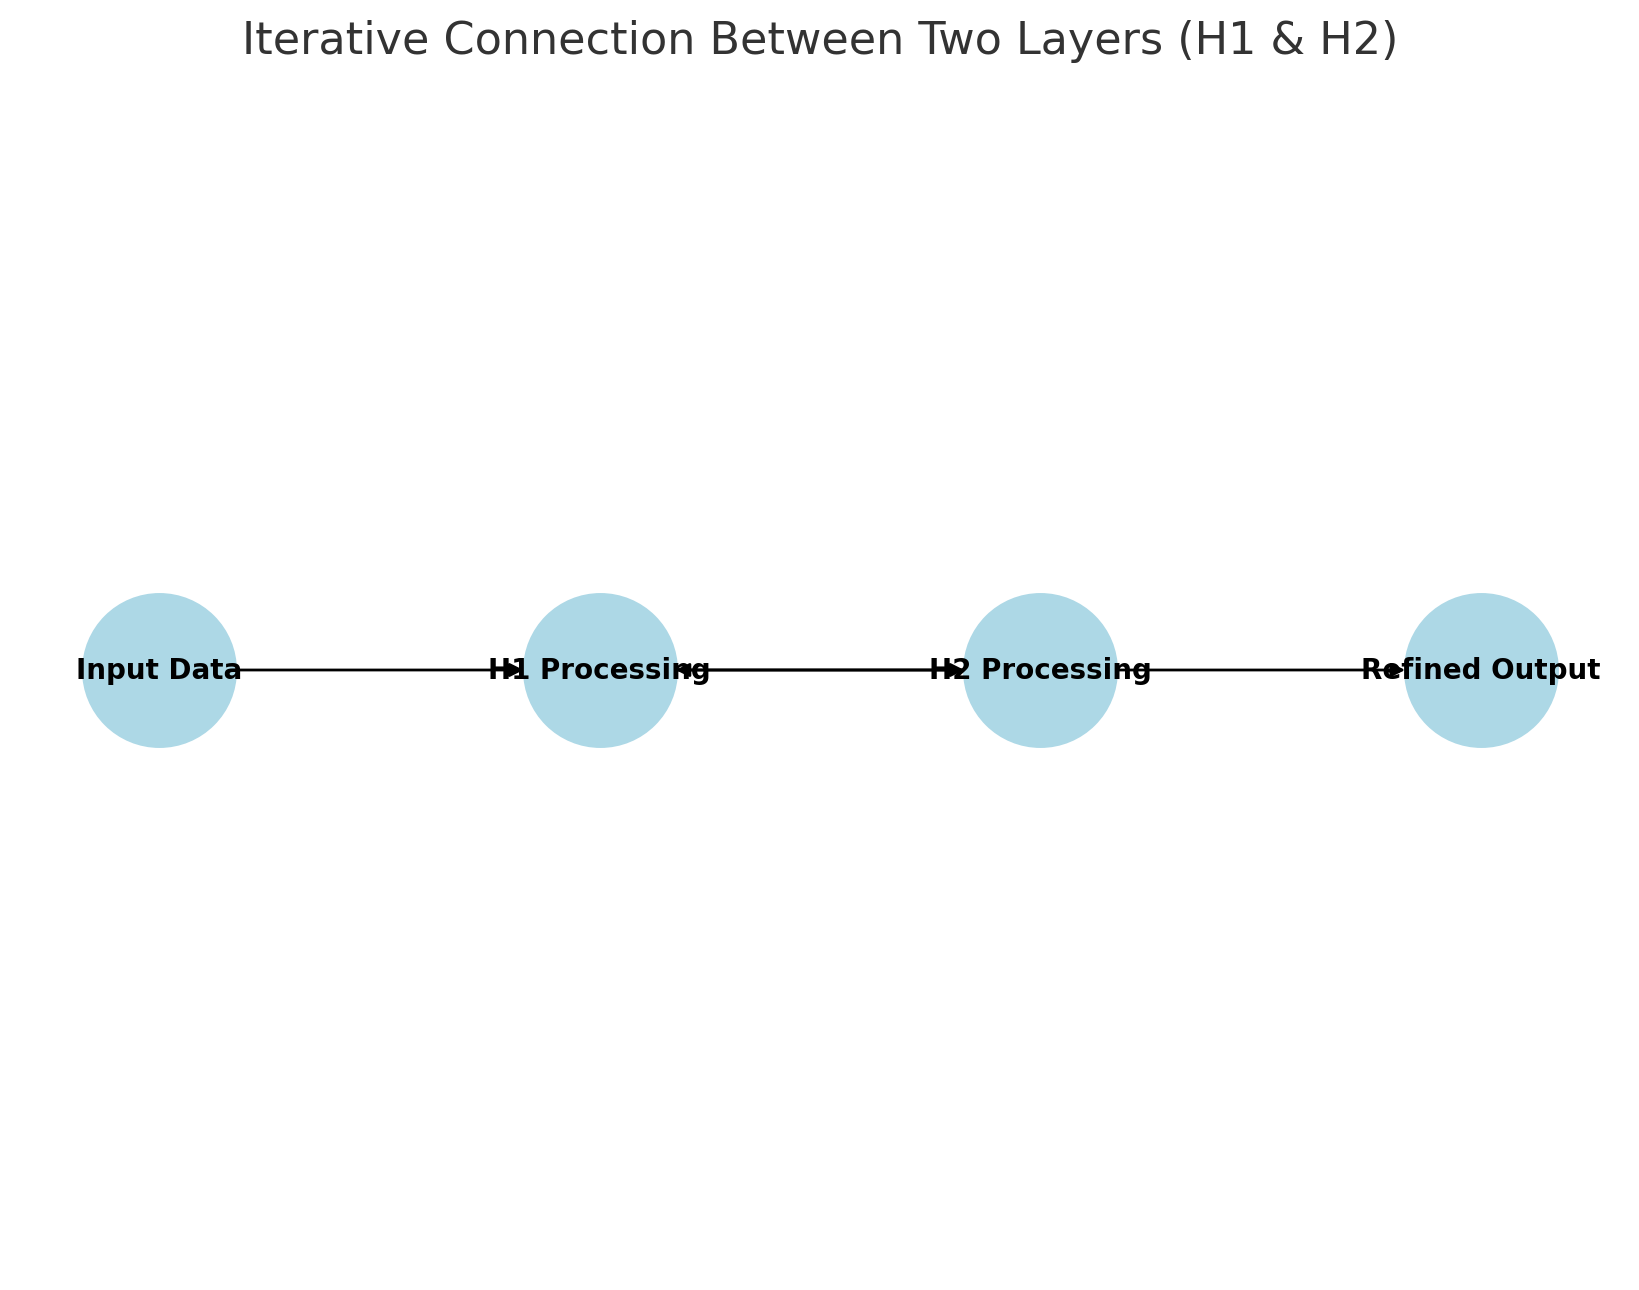 Iterative Connection Between Two Layers (H1 & H2)
Input Data
H1 Processing
H2 Processing
Refined Output